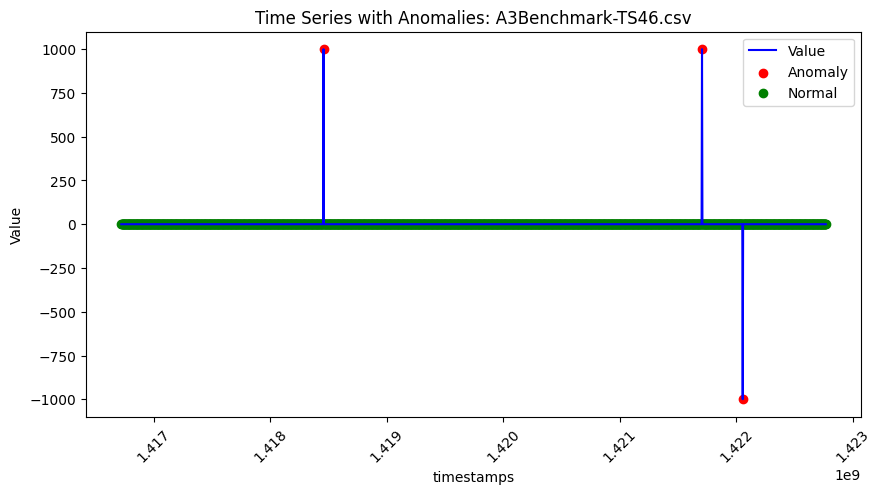 Time Series with Anomalies: A3Benchmark-TS46.csv
Value
Anomaly
Normal
1000
750
500
250
0
−250
−500
−750
−1000
Value
1.417
1.418
1.419
1.420
1.421
1.422
1.423
1e9
timestamps